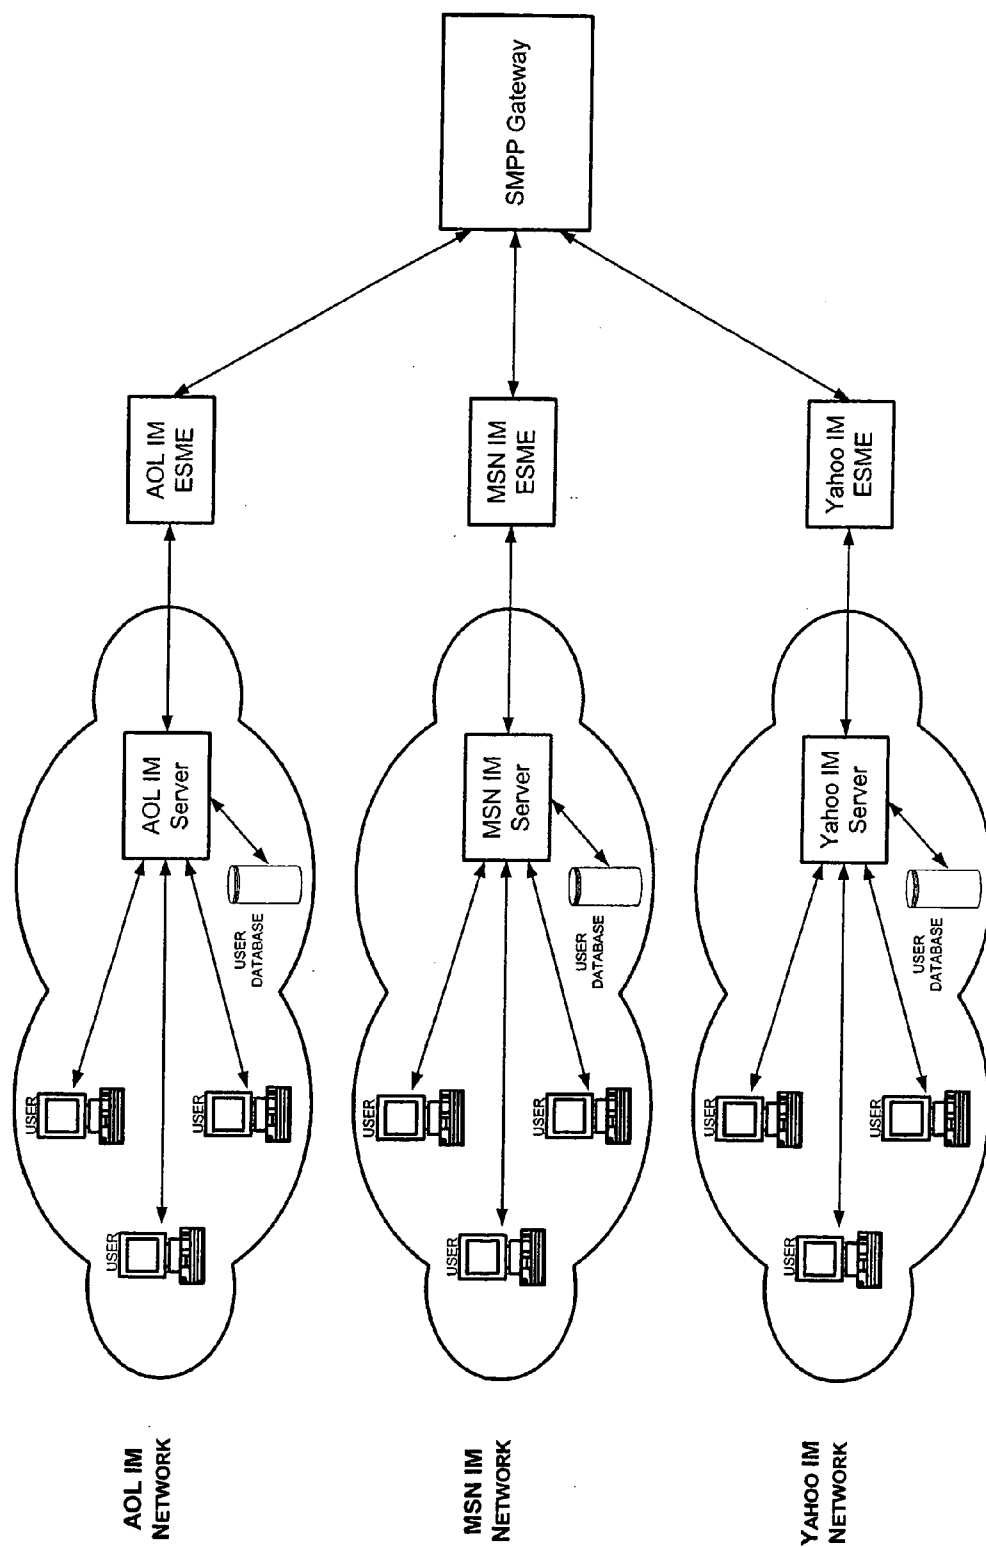 AOL IM
NETWORK
USER
USER
USER
USER
DATABASE
AOL IM
Server
AOL IM
ESME
MSN IM
NETWORK
USER
USER
USER
USER
DATABASE
MSN IM
Server
MSN IM
ESME
SMPP Gateway
YAHOO IM
NETWORK
USER
USER
USER
USER
DATABASE
Yahoo IM
Server
Yahoo IM
ESME